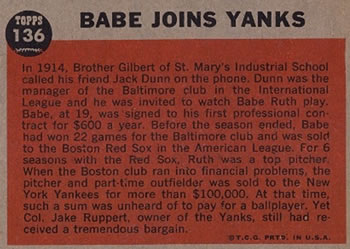 TOPPS
136
BABE JOINS YANKS
In 1914, Brother Gilbert of St. Mary's Industrial School
called his friend Jack Dunn on the phone. Dunn was the
manager of the Baltimore club in the International
League and he was invited to watch Babe Ruth play.
Babe, at 19, was signed to his first professional con-
tract for $600 a year. Before the season ended, Babe
had won 22 games for the Baltimore club and was sold
to the Boston Red Sox in the American League. For 6
seasons with the Red Sox, Ruth was a top pitcher.
When the Boston club ran into financial problems, the
pitcher and part-time outfielder was sold to the New
York Yankees for more than $100,000. At that time,
such a sum was unheard of to pay for a ballplayer. Yet
Col. Jake Ruppert, owner of the Yanks, still had re-
ceived a tremendous bargain.
©T.C.G. PRTD. IN U.S.A.